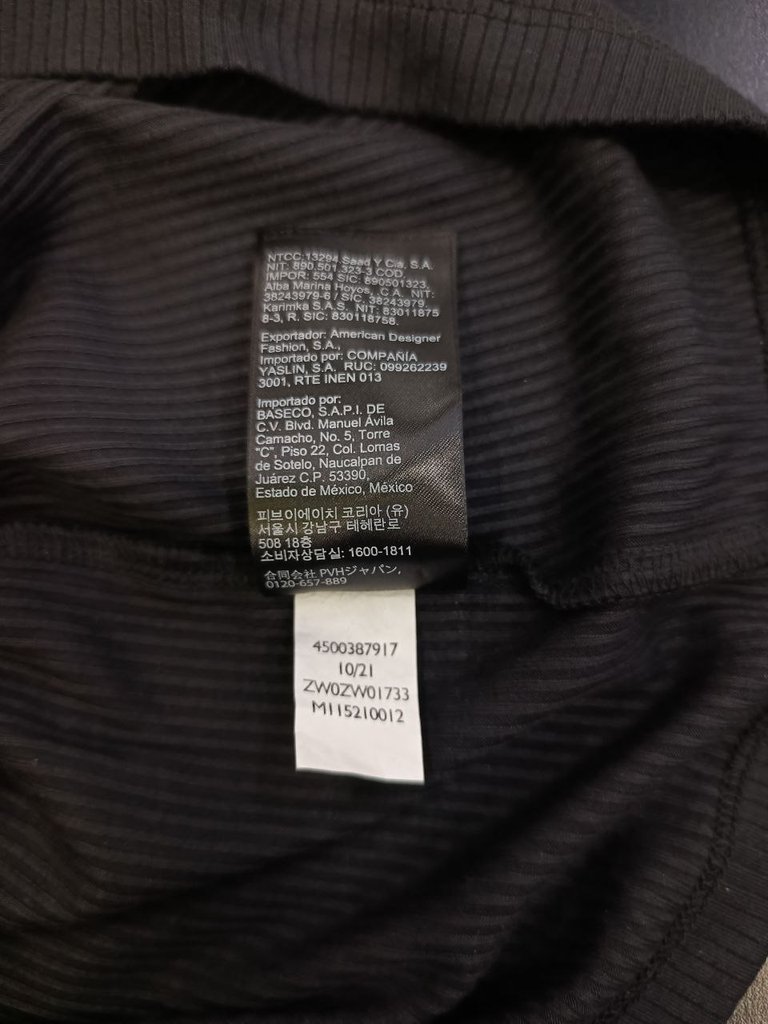 NTCC:13294 Saad Y Cia. S.A.
NIT: 890.501.323-3 COD.
IMPOR: 554 SIC: 890501323,
Alba Marina Hoyos, C.A. NIT:
38243979-6 / SIC, 38243979,
Karimka S.A.S. NIT: 83011875
8-3, R. SIC: 830118758.
Exportador: American Designer
Fashion, S.A.,
Importado por: COMPAÑÍA
YASLIN, S.A. RUC: 099262239
3001, RTE INEN 013
Importado por:
BASECO, S.A.P.I. DE
C.V. Blvd. Manuel Ávila
Camacho, No. 5, Torre
"C", Piso 22, Col. Lomas
de Sotelo, Naucalpan de
Juárez C.P. 53390,
Estado de México, México
피브이에이치 코리아 (유)
서울시 강남구 테헤란로
508 18층
소비자상담실: 1600-1811
合同会社 PVHジャパン,
0120-657-889
4500387917
10/21
ZW0ZW01733
M115210012